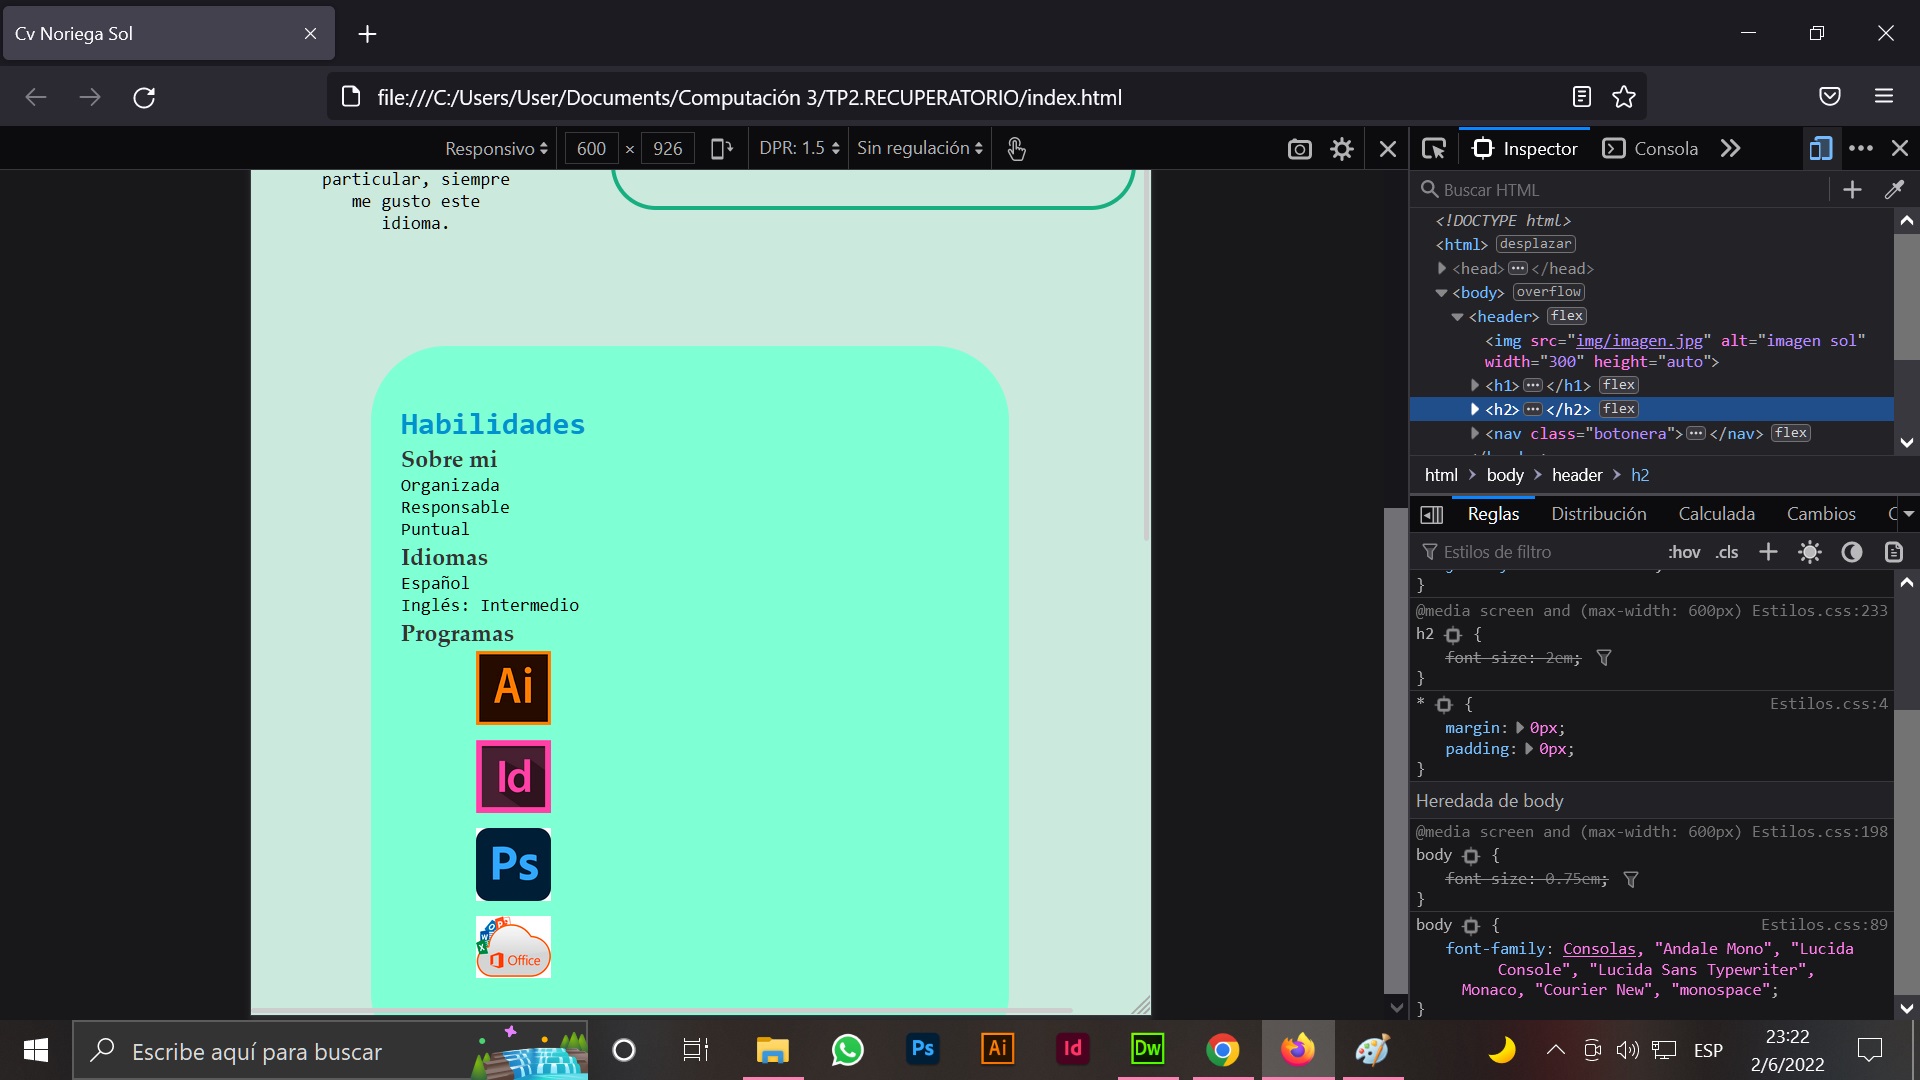 Cv Noriega Sol
file:///C:/Users/User/Documents/Computación 3/TP2.RECUPERATORIO/index.html
Responsivo 600 × 926 DPR: 1.5 Sin regulación
Inspector Consola
particular, siempre
me gusto este
idioma.
Habilidades
Sobre mi
Organizada
Responsable
Puntual
Idiomas
Español
Inglés: Intermedio
Programas
Ai
Id
Ps
Office
Buscar HTML
<!DOCTYPE html>
<html> desplazar
<head> ••• </head>
<body> overflow
<header> flex
<img src="img/imagen.jpg" alt="imagen sol"
width="300" height="auto">
<h1> ••• </h1> flex
<h2> ••• </h2> flex
<nav class="botonera"> ••• </nav> flex
html > body > header > h2
Reglas Distribución Calculada Cambios
Estilos de filtro :hov .cls
}
@media screen and (max-width: 600px) Estilos.css:233
h2 {
font size: 2em;
}
* { Estilos.css:4
margin: 0px;
padding: 0px;
}
Heredada de body
@media screen and (max-width: 600px) Estilos.css:198
body {
font size: 0.75em;
}
body { Estilos.css:89
font-family: Consolas, "Andale Mono", "Lucida
Console", "Lucida Sans Typewriter",
Monaco, "Courier New", "monospace";
}
Escribe aquí para buscar
Ps
Ai
Id
Dw
ESP
23:22
2/6/2022